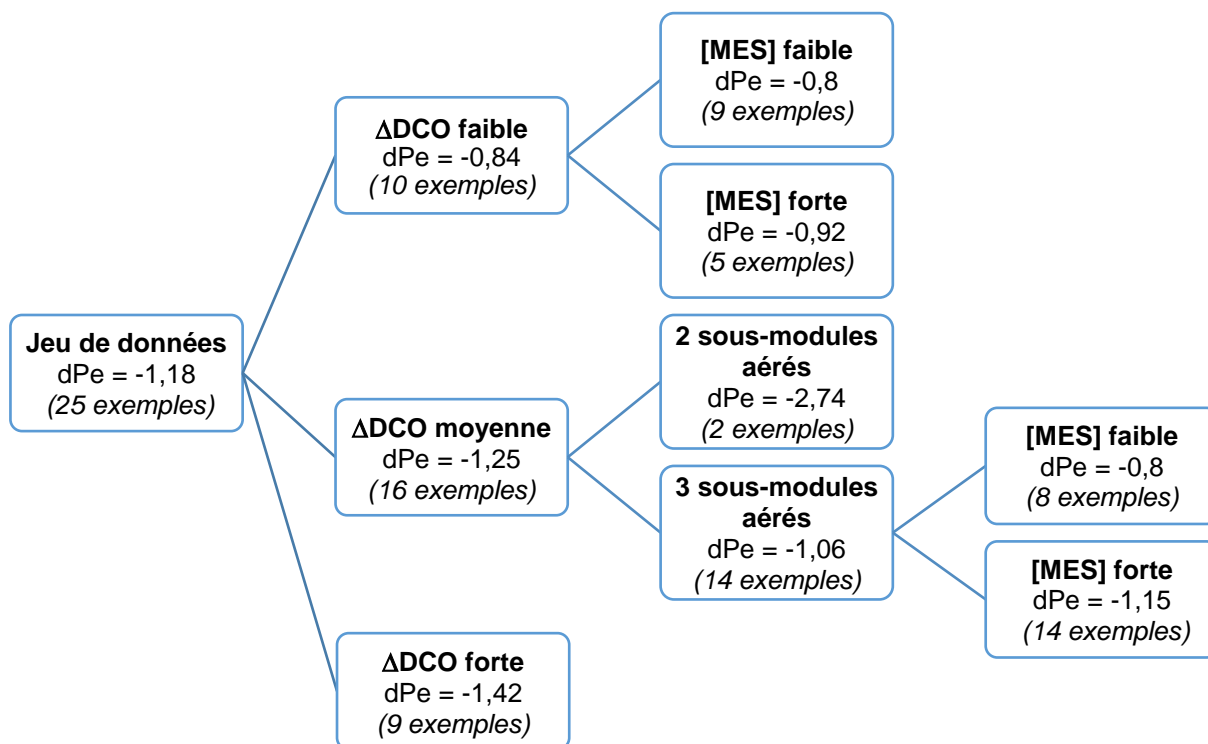 Jeu de données
dPe = -1,18
(25 exemples)
ΔDCO faible
dPe = -0,84
(10 exemples)
[MES] faible
dPe = -0,8
(9 exemples)
[MES] forte
dPe = -0,92
(5 exemples)
ΔDCO moyenne
dPe = -1,25
(16 exemples)
2 sous-modules
aérés
dPe = -2,74
(2 exemples)
3 sous-modules
aérés
dPe = -1,06
(14 exemples)
[MES] faible
dPe = -0,8
(8 exemples)
[MES] forte
dPe = -1,15
(14 exemples)
ΔDCO forte
dPe = -1,42
(9 exemples)